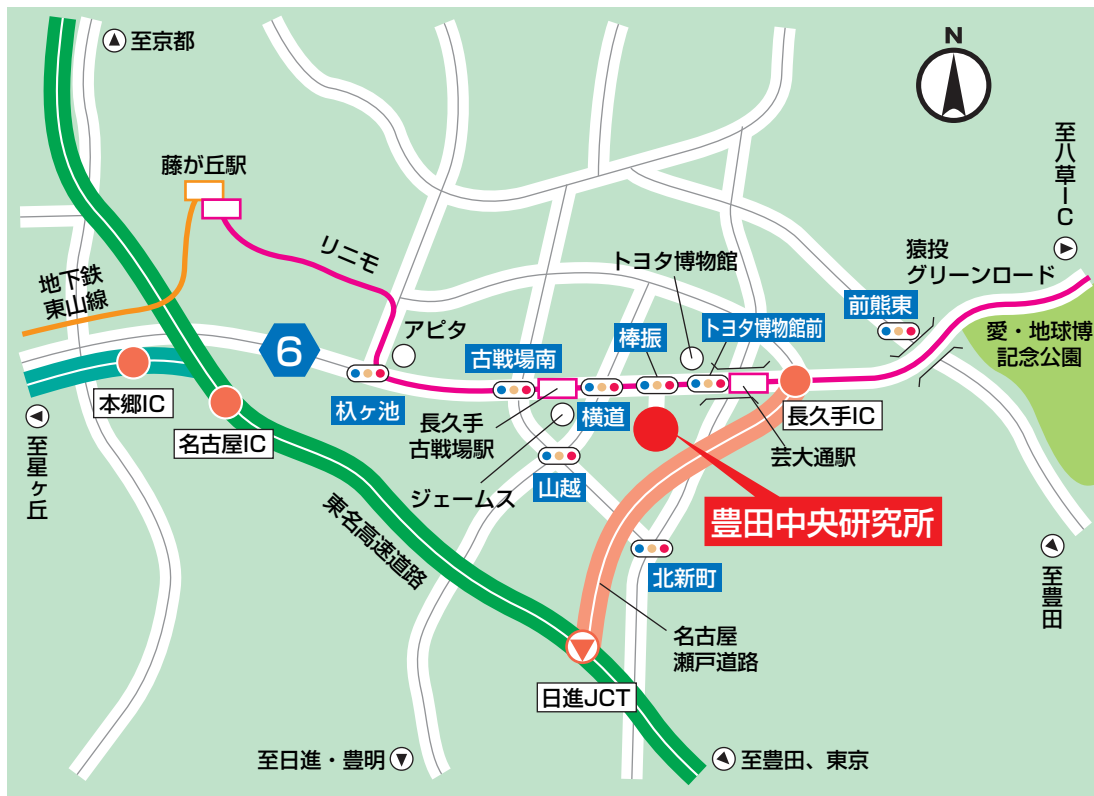 N
至京都
至八草IC
藤が丘駅
リニモ
トヨタ博物館
猿投
グリーンロード
地下鉄
東山線
アピタ
前熊東
6
古戦場南
棒振
トヨタ博物館前
愛・地球博
記念公園
本郷IC
杁ヶ池
長久手
古戦場駅
横道
長久手IC
名古屋IC
芸大通駅
至星ヶ丘
ジェームス
山越
豊田中央研究所
東名高速道路
北新町
至豊田
名古屋
瀬戸道路
日進JCT
至日進・豊明
至豊田、東京